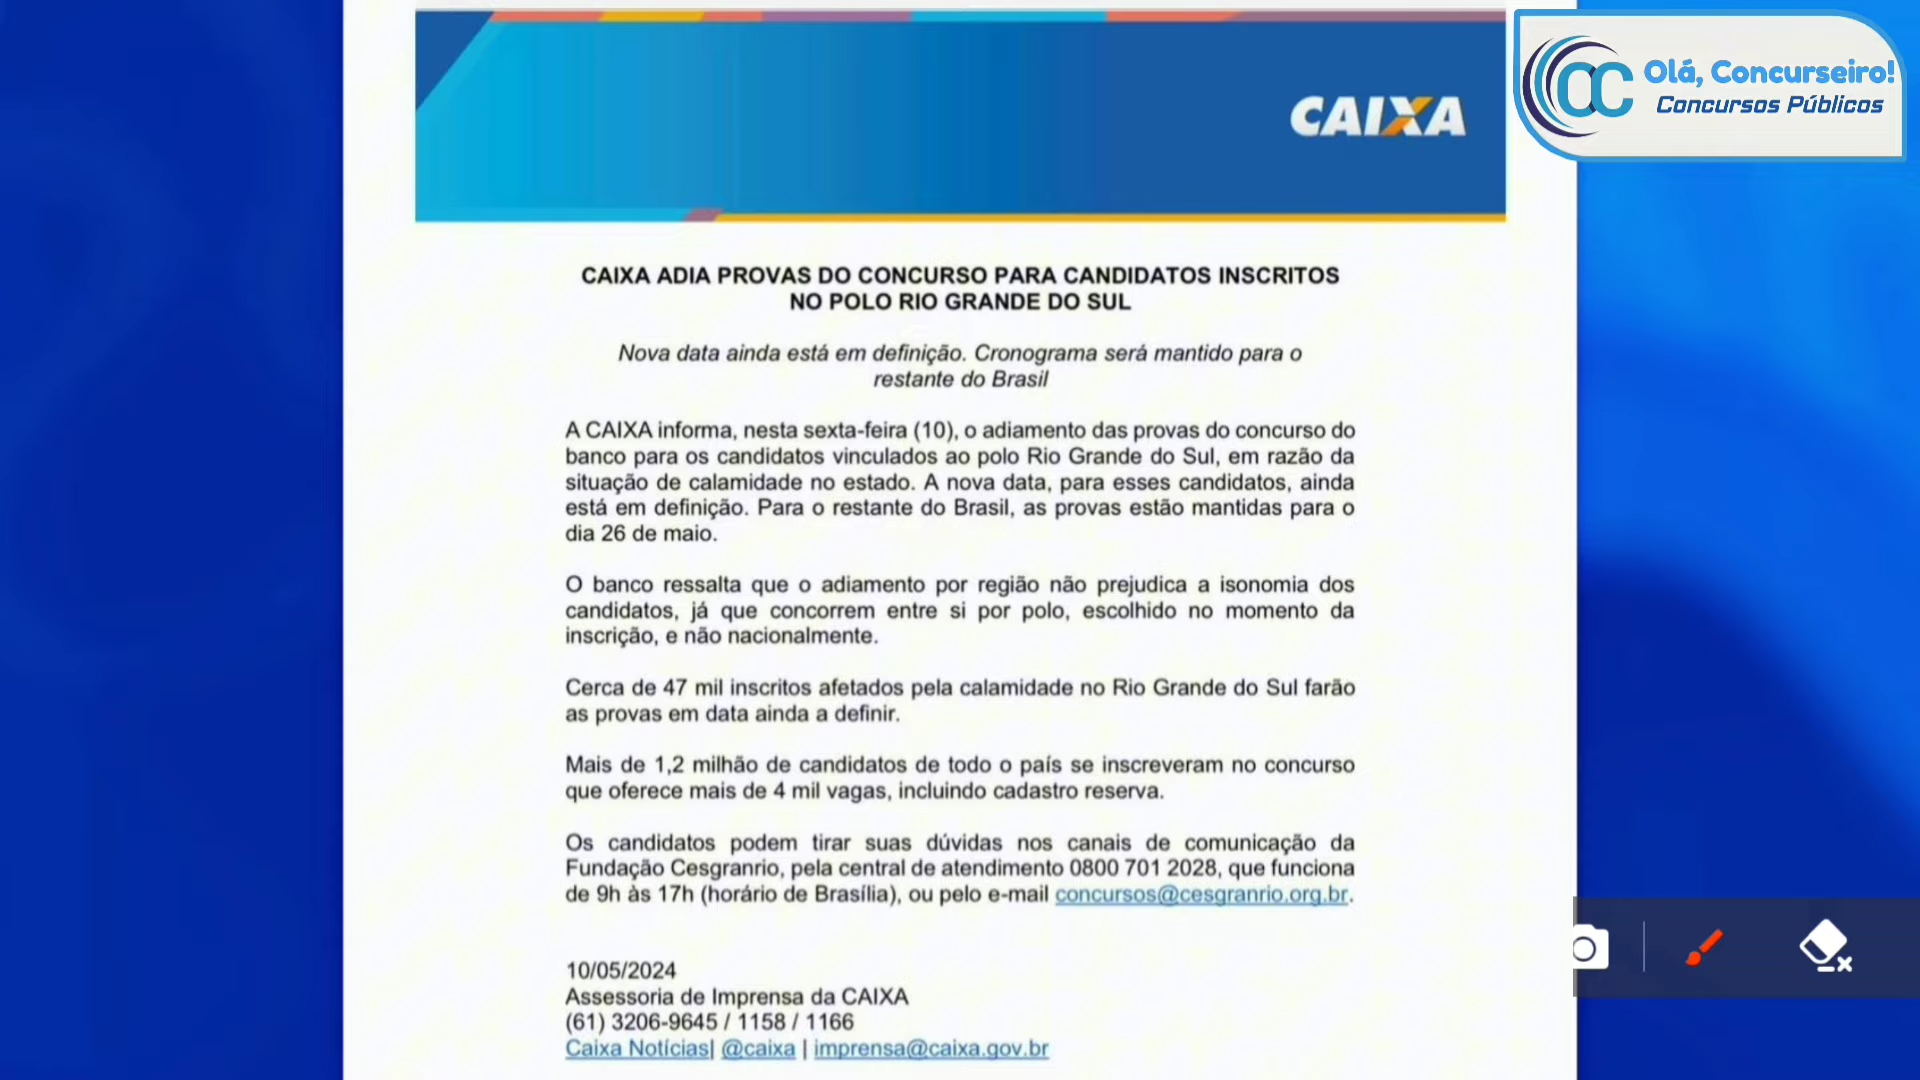 CAIXA
Olá, Concurseiro!
Concursos Públicos
CAIXA ADIA PROVAS DO CONCURSO PARA CANDIDATOS INSCRITOS
NO POLO RIO GRANDE DO SUL
Nova data ainda está em definição. Cronograma será mantido para o
restante do Brasil
A CAIXA informa, nesta sexta-feira (10), o adiamento das provas do concurso do
banco para os candidatos vinculados ao polo Rio Grande do Sul, em razão da
situação de calamidade no estado. A nova data, para esses candidatos, ainda
está em definição. Para o restante do Brasil, as provas estão mantidas para o
dia 26 de maio.
O banco ressalta que o adiamento por região não prejudica a isonomia dos
candidatos, já que concorrem entre si por polo, escolhido no momento da
inscrição, e não nacionalmente.
Cerca de 47 mil inscritos afetados pela calamidade no Rio Grande do Sul farão
as provas em data ainda a definir.
Mais de 1,2 milhão de candidatos de todo o país se inscreveram no concurso
que oferece mais de 4 mil vagas, incluindo cadastro reserva.
Os candidatos podem tirar suas dúvidas nos canais de comunicação da
Fundação Cesgranrio, pela central de atendimento 0800 701 2028, que funciona
de 9h às 17h (horário de Brasília), ou pelo e-mail concursos@cesgranrio.org.br.
10/05/2024
Assessoria de Imprensa da CAIXA
(61) 3206-9645 / 1158 / 1166
Caixa Notícias| @caixa | imprensa@caixa.gov.br